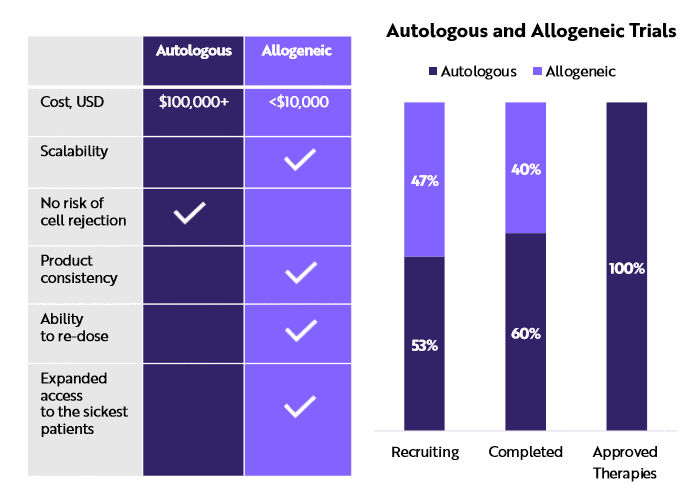 Autologous and Allogeneic Trials
Autologous Allogeneic
Autologous Allogeneic
Cost, USD $100,000+ <$10,000
Scalability
No risk of
cell rejection
Product
consistency
Ability
to re-dose
Expanded
access
to the sickest
patients
47%
40%
100%
53%
60%
Recruiting
Completed
Approved
Therapies